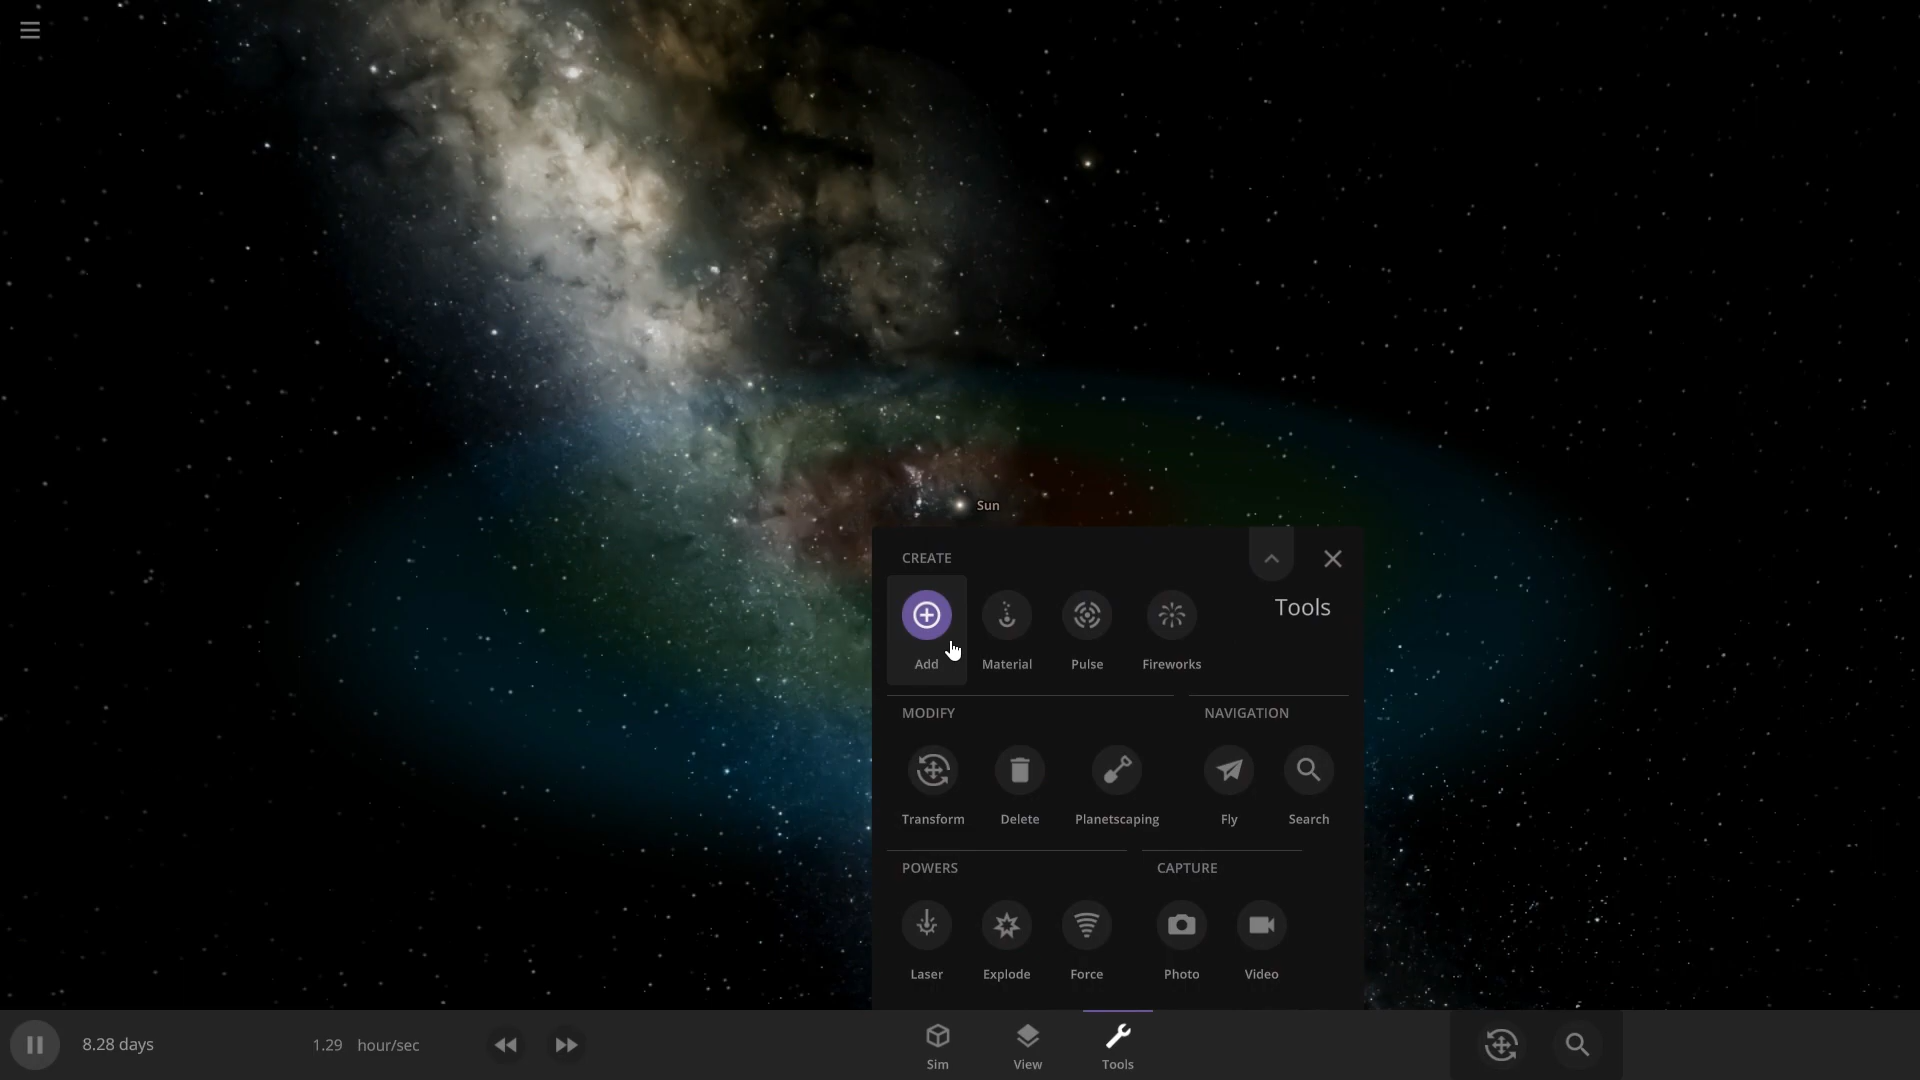 Sun
CREATE
Tools
Add
Material
Pulse
Fireworks
MODIFY
NAVIGATION
Transform
Delete
Planetscaping
Fly
Search
POWERS
CAPTURE
Laser
Explode
Force
Photo
Video
8.28 days
1.29 hour/sec
Sim
View
Tools